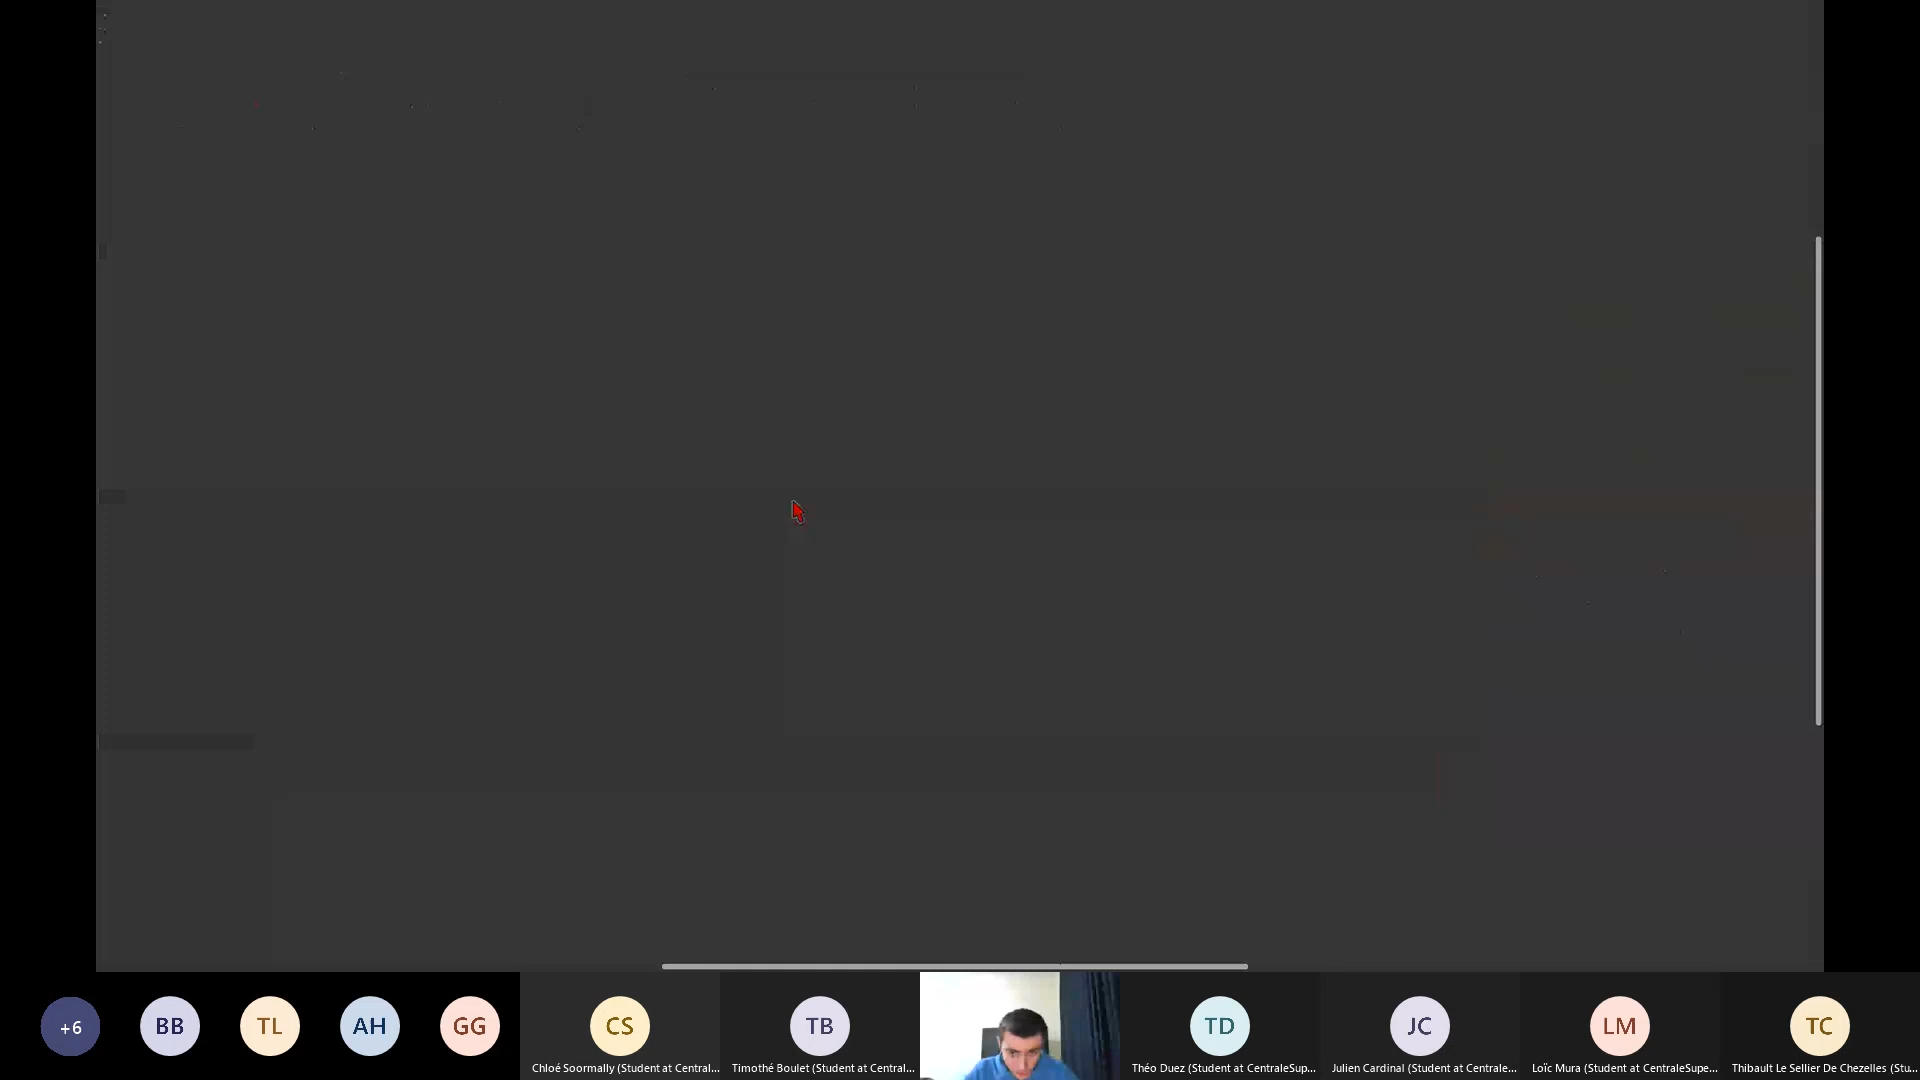 +6
BB
TL
AH
GG
CS
TB
TD
JC
LM
TC
Chloé Soormally (Student at Central...
Timothé Boulet (Student at Central...
Théo Duez (Student at CentraleSup...
Julien Cardinal (Student at Centrale...
Loïc Mura (Student at CentraleSupe...
Thibault Le Sellier De Chezelles (Stu...